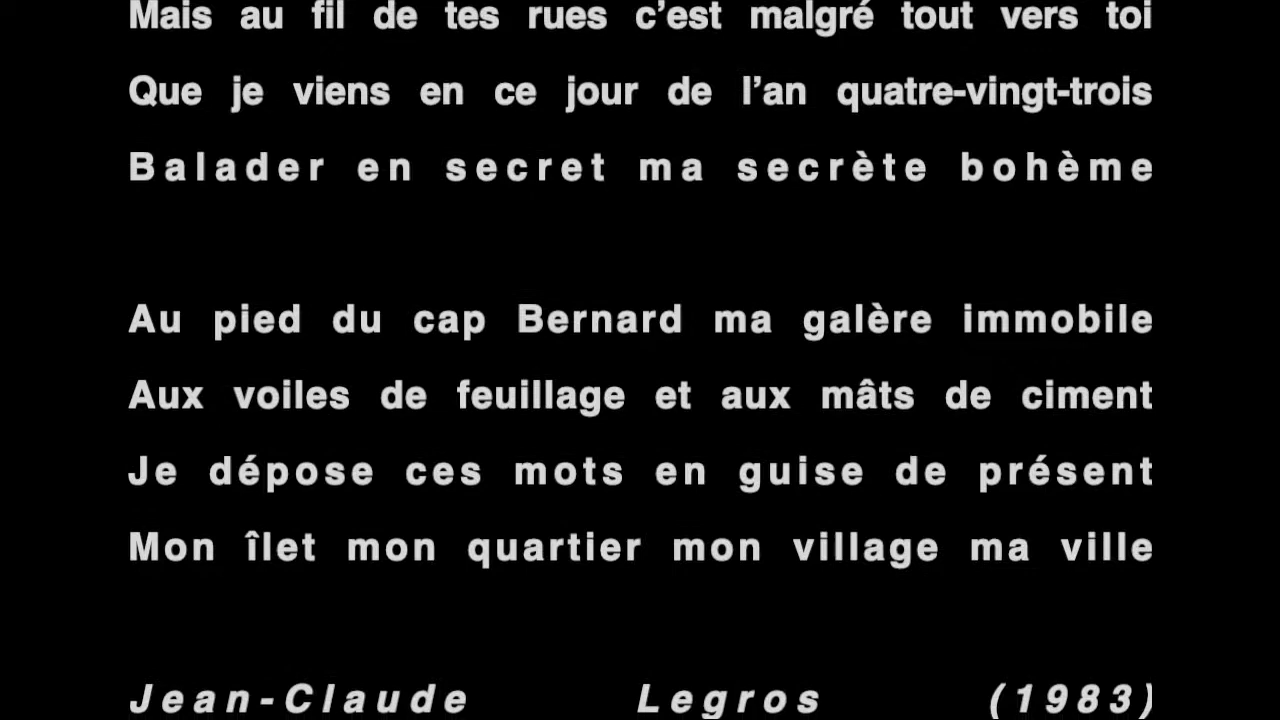 Mais au fil de tes rues c’est malgré tout vers toi
Que je viens en ce jour de l’an quatre-vingt-trois
Balader en secret ma secrète bohème
Au pied du cap Bernard ma galère immobile
Aux voiles de feuillage et aux mâts de ciment
Je dépose ces mots en guise de présent
Mon îlet mon quartier mon village ma ville
Jean-Claude Legros (1983)